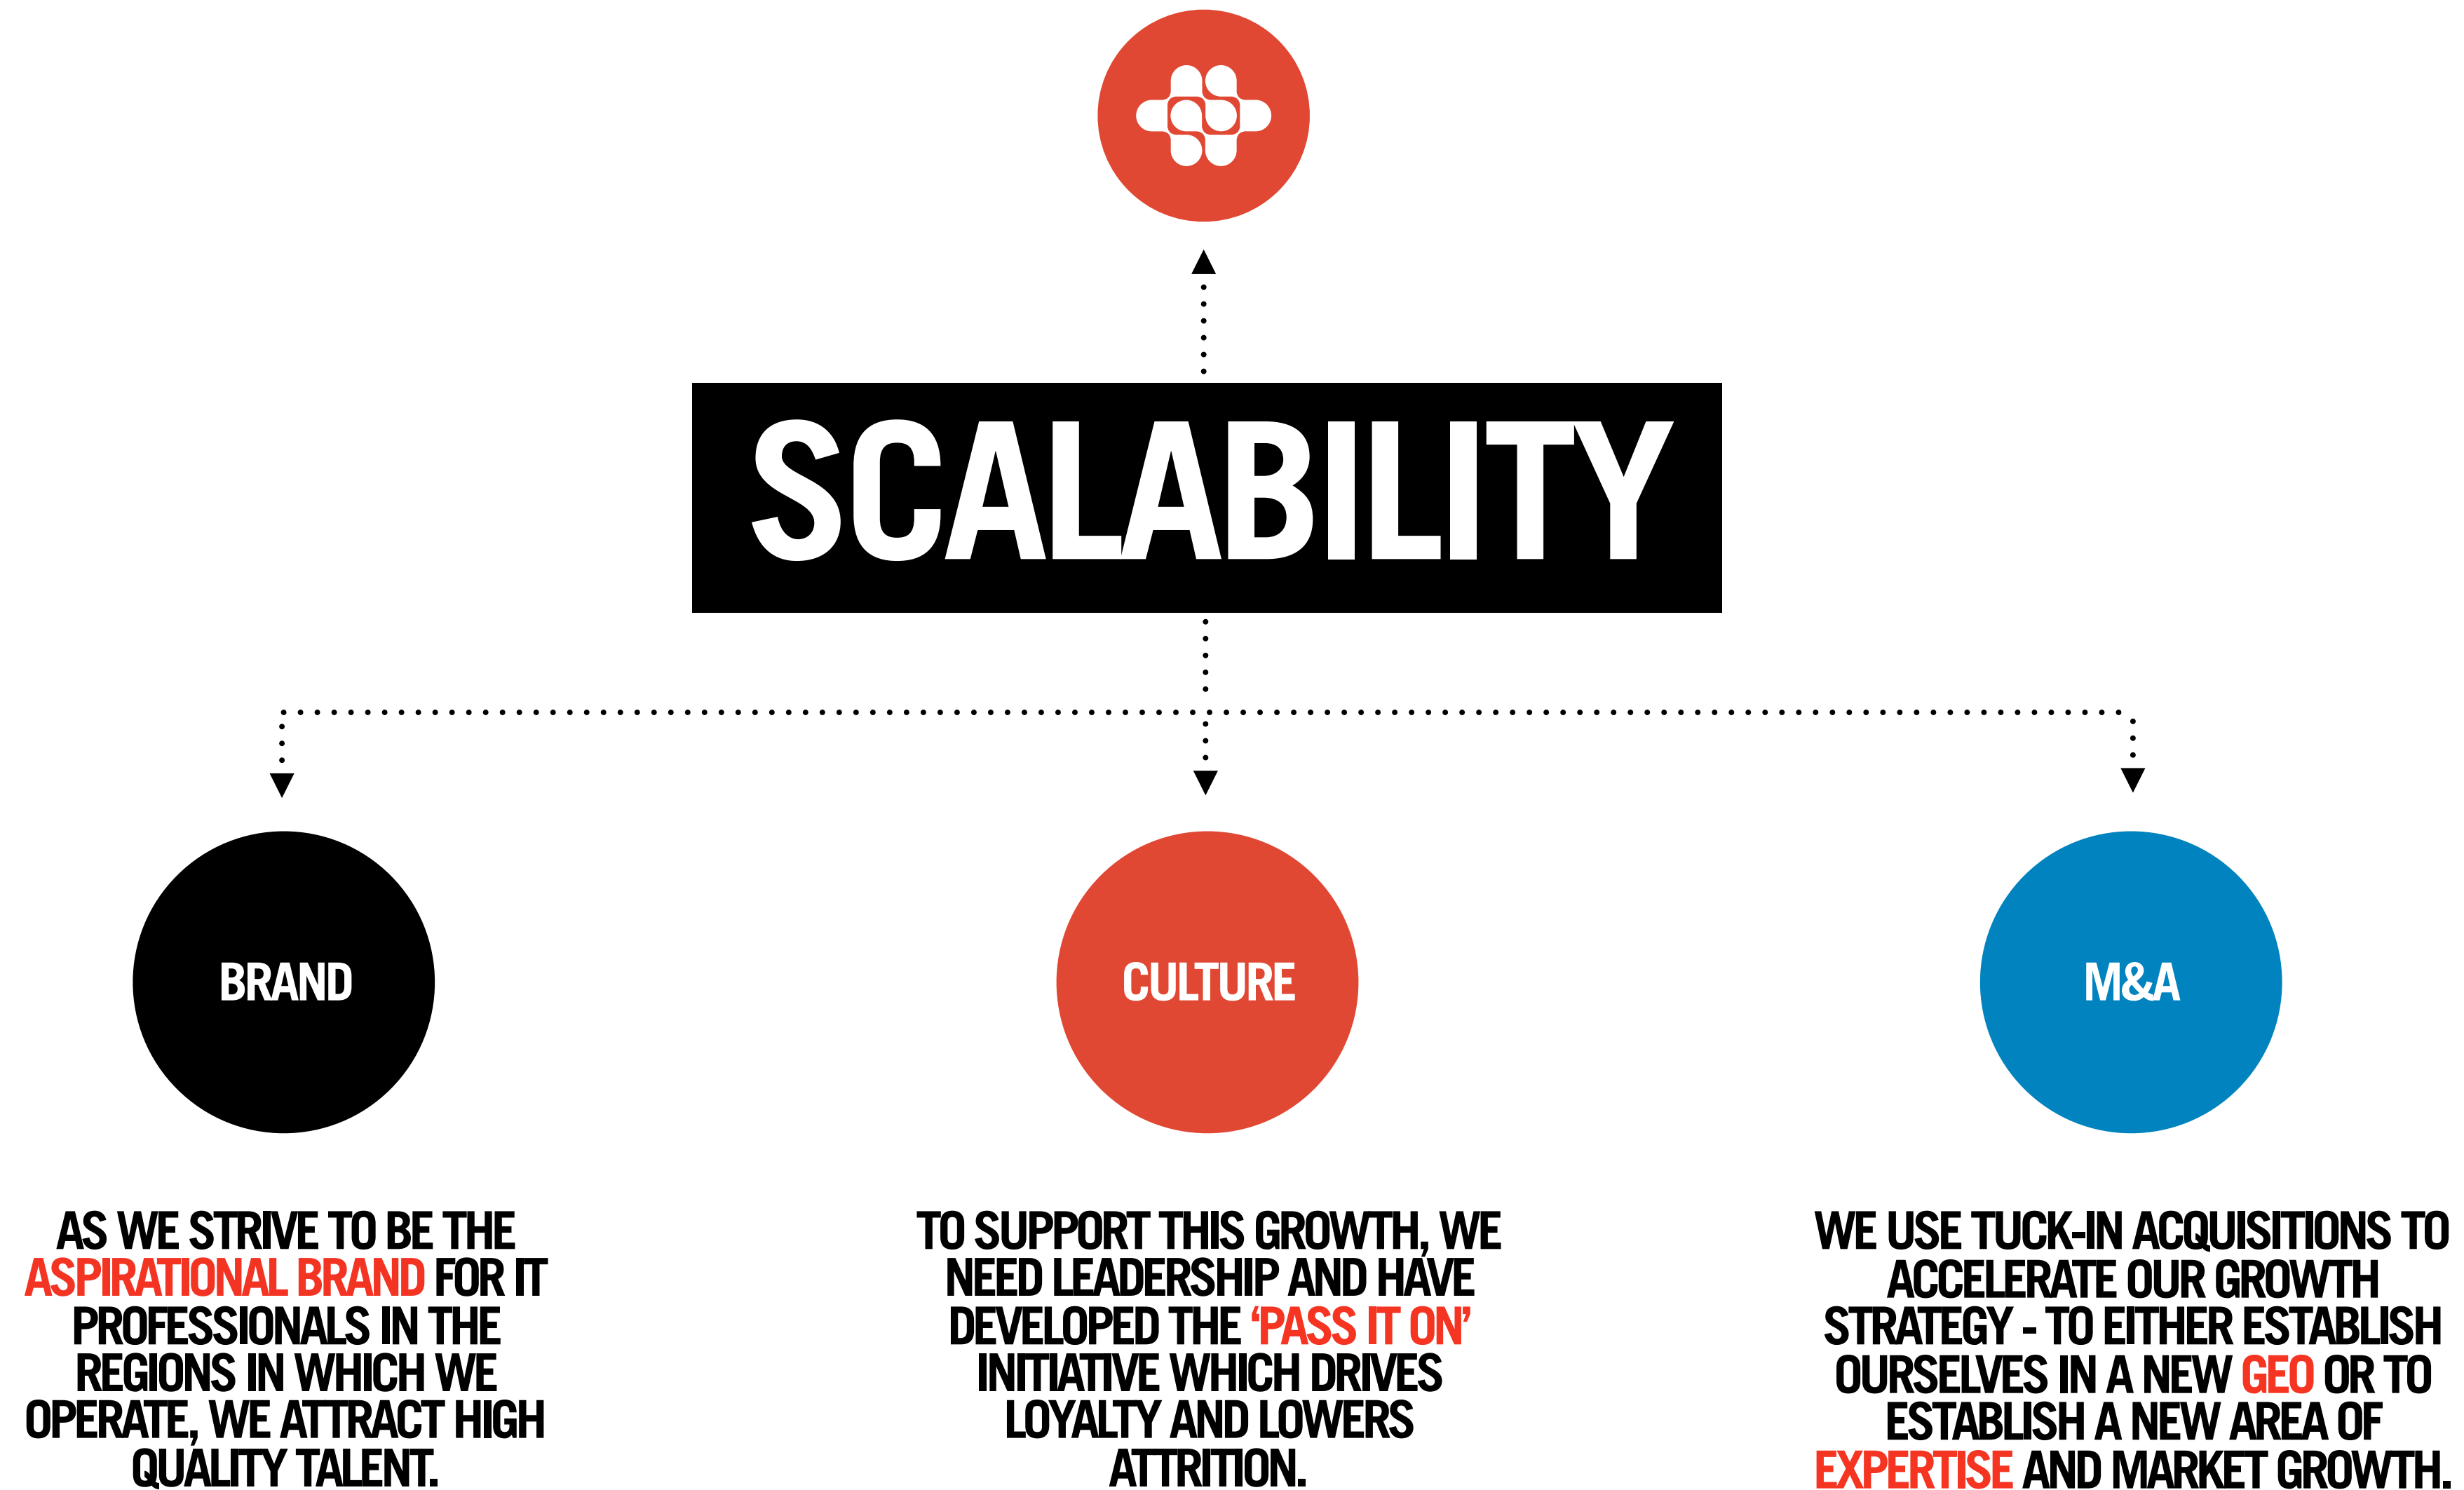 SCALABILITY
BRAND
CULTURE
M&A
AS WE STRIVE TO BE THE
ASPIRATIONAL BRAND FOR IT
PROFESSIONALS IN THE
REGIONS IN WHICH WE
OPERATE, WE ATTRACT HIGH
QUALITY TALENT.
TO SUPPORT THIS GROWTH, WE
NEED LEADERSHIP AND HAVE
DEVELOPED THE ‘PASS IT ON’
INITIATIVE WHICH DRIVES
LOYALTY AND LOWERS
ATTRITION.
WE USE TUCK-IN ACQUISITIONS TO
ACCELERATE OUR GROWTH
STRATEGY - TO EITHER ESTABLISH
OURSELVES IN A NEW GEO OR TO
ESTABLISH A NEW AREA OF
EXPERTISE AND MARKET GROWTH.